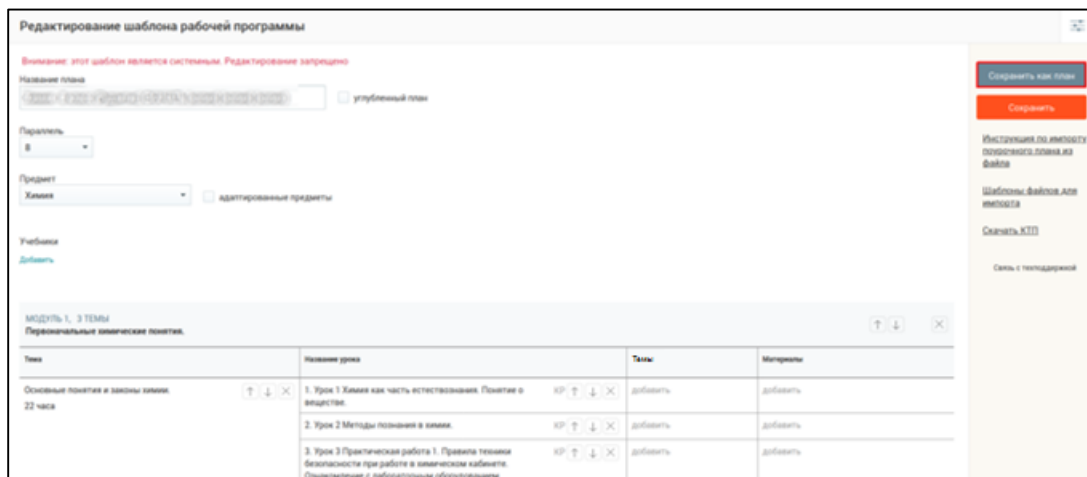 Редактирование шаблона рабочей программы
Внимание: этот шаблон является системным. Редактирование запрещено
Название плана
углубленный план
Параллель
8
Предмет
Химия
адаптированные предметы
Учебники
Добавить
Сохранить как план
Сохранить
Инструкция по импорту
поурочного плана из
файла
Шаблоны файлов для
импорта
Скачать КТП
Связь с техподдержкой
МОДУЛЬ 1, 3 ТЕМЫ
Первоначальные химические понятия.
Тема Название урока Темы Материалы
Основные понятия и законы химии.
22 часа
1. Урок 1 Химия как часть естествознания. Понятие о
веществе.
КР добавить добавить
2. Урок 2 Методы познания в химии.
КР добавить добавить
3. Урок 3 Практическая работа 1. Правила техники
безопасности при работе в химическом кабинете.
Ознакомление с лабораторным оборудованием.
КР добавить добавить